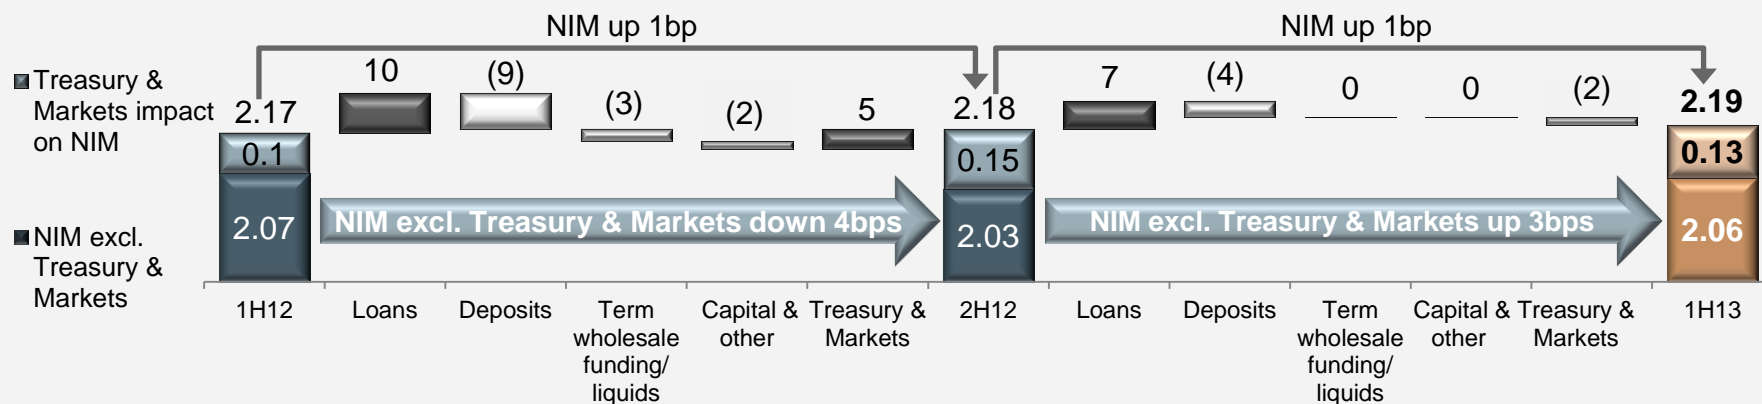 NIM up 1bp
NIM up 1bp
Treasury &
Markets impact
on NIM
NIM excl.
Treasury &
Markets
2.17
10
(9)
(3)
(2)
5
2.18
7
(4)
0
0
(2)
2.19
0.1
0.15
0.13
2.07
NIM excl. Treasury & Markets down 4bps
2.03
NIM excl. Treasury & Markets up 3bps
2.06
1H12
Loans
Deposits
Term
wholesale
funding/
liquids
Capital &
other
Treasury &
Markets
2H12
Loans
Deposits
Term
wholesale
funding/
liquids
Capital &
other
Treasury &
Markets
1H13